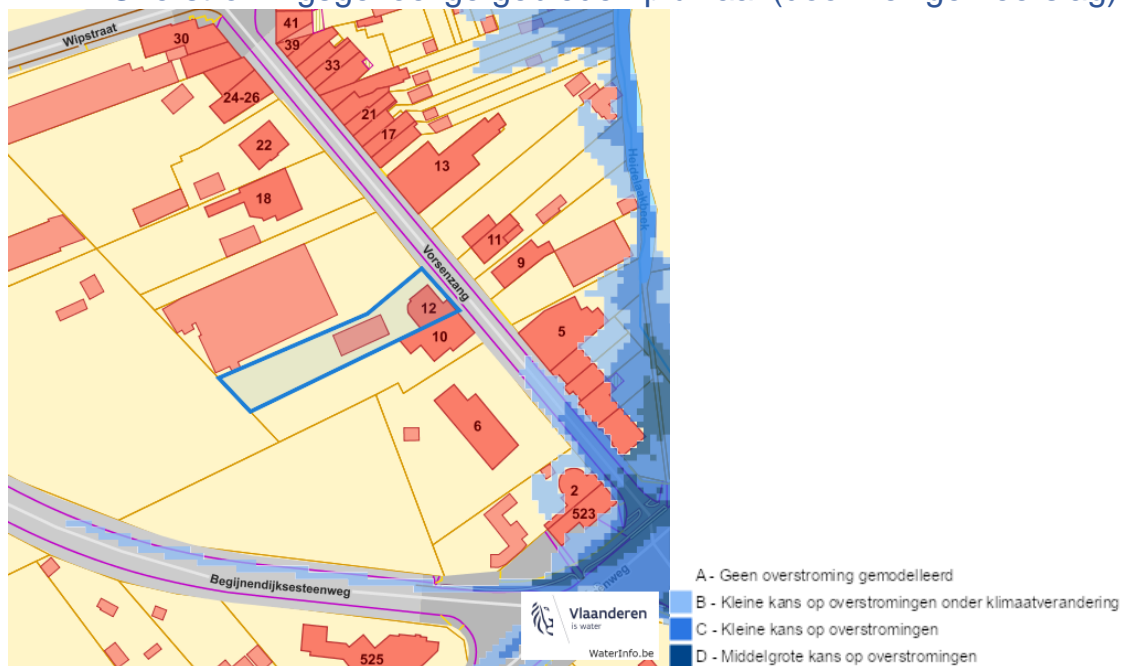 Wipstraat
30
41
39
33
24-26
21
17
22
13
18
Heidelaakbeek
11
9
Vorsenzang
12
10
5
6
2
523
Begijnendijksesteenweg
525
Vlaanderen
is water
WaterInfo.be
A - Geen overstroming gemodelleerd
B - Kleine kans op overstromingen onder klimaatverandering
C - Kleine kans op overstromingen
D - Middelgrote kans op overstromingen